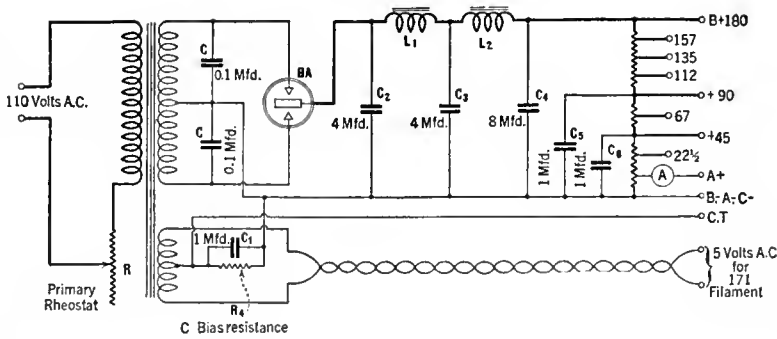 B+180
L₁
L₂
157
C
0.1 Mfd.
BA
135
112
110 Volts A.C.
C₂
C₃
C₄
+ 90
4 Mfd.
4 Mfd.
8 Mfd.
C₅
1 Mfd.
67
C
0.1 Mfd.
C₆
1 Mfd.
+45
22½
A
A+
B- A- C-
C.T
1 Mfd.
C₁
R
R₄
Primary
Rheostat
C Bias resistance
5 Volts A.C
for
171
Filament